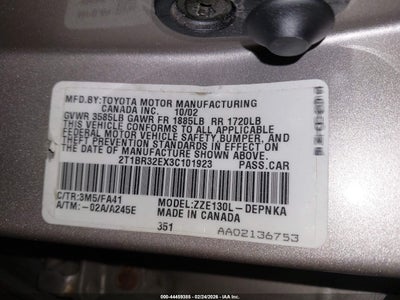 MFD.BY:TOYOTA MOTOR MANUFACTURING
CANADA INC. 10/02
GVWR 3585LB GAWR FR 1885LB RR 1720LB
THIS VEHICLE CONFORMS TO ALL APPLICABLE
FEDERAL MOTOR VEHICLE SAFETY,BUMPER, AND
THEFT PREVENTION STANDARDS IN EFFECT ON THE
DATE OF MANUFACTURE SHOWN ABOVE.
2T1BR32EX3C101923 PASS.CAR
C/TR:3M5/FA41 MODEL:ZZE130L-DEPNKA
A/TM:-02A/A245E
MADE IN CANADA 351 AA02136753
000-44459385 - 02/24/2026 - IAAI.COM